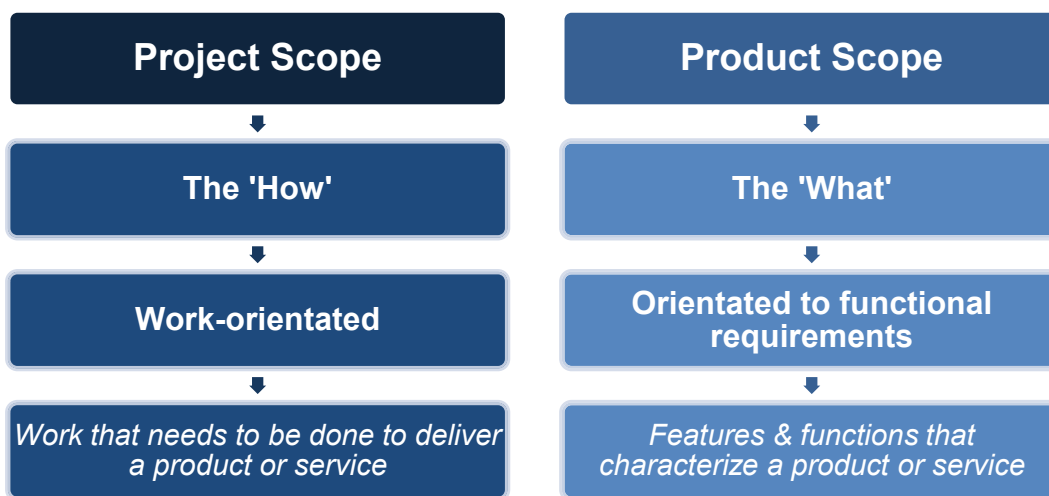 Project Scope
The 'How'
Work-orientated
Work that needs to be done to deliver
a product or service
Product Scope
The 'What'
Orientated to functional
requirements
Features & functions that
characterize a product or service